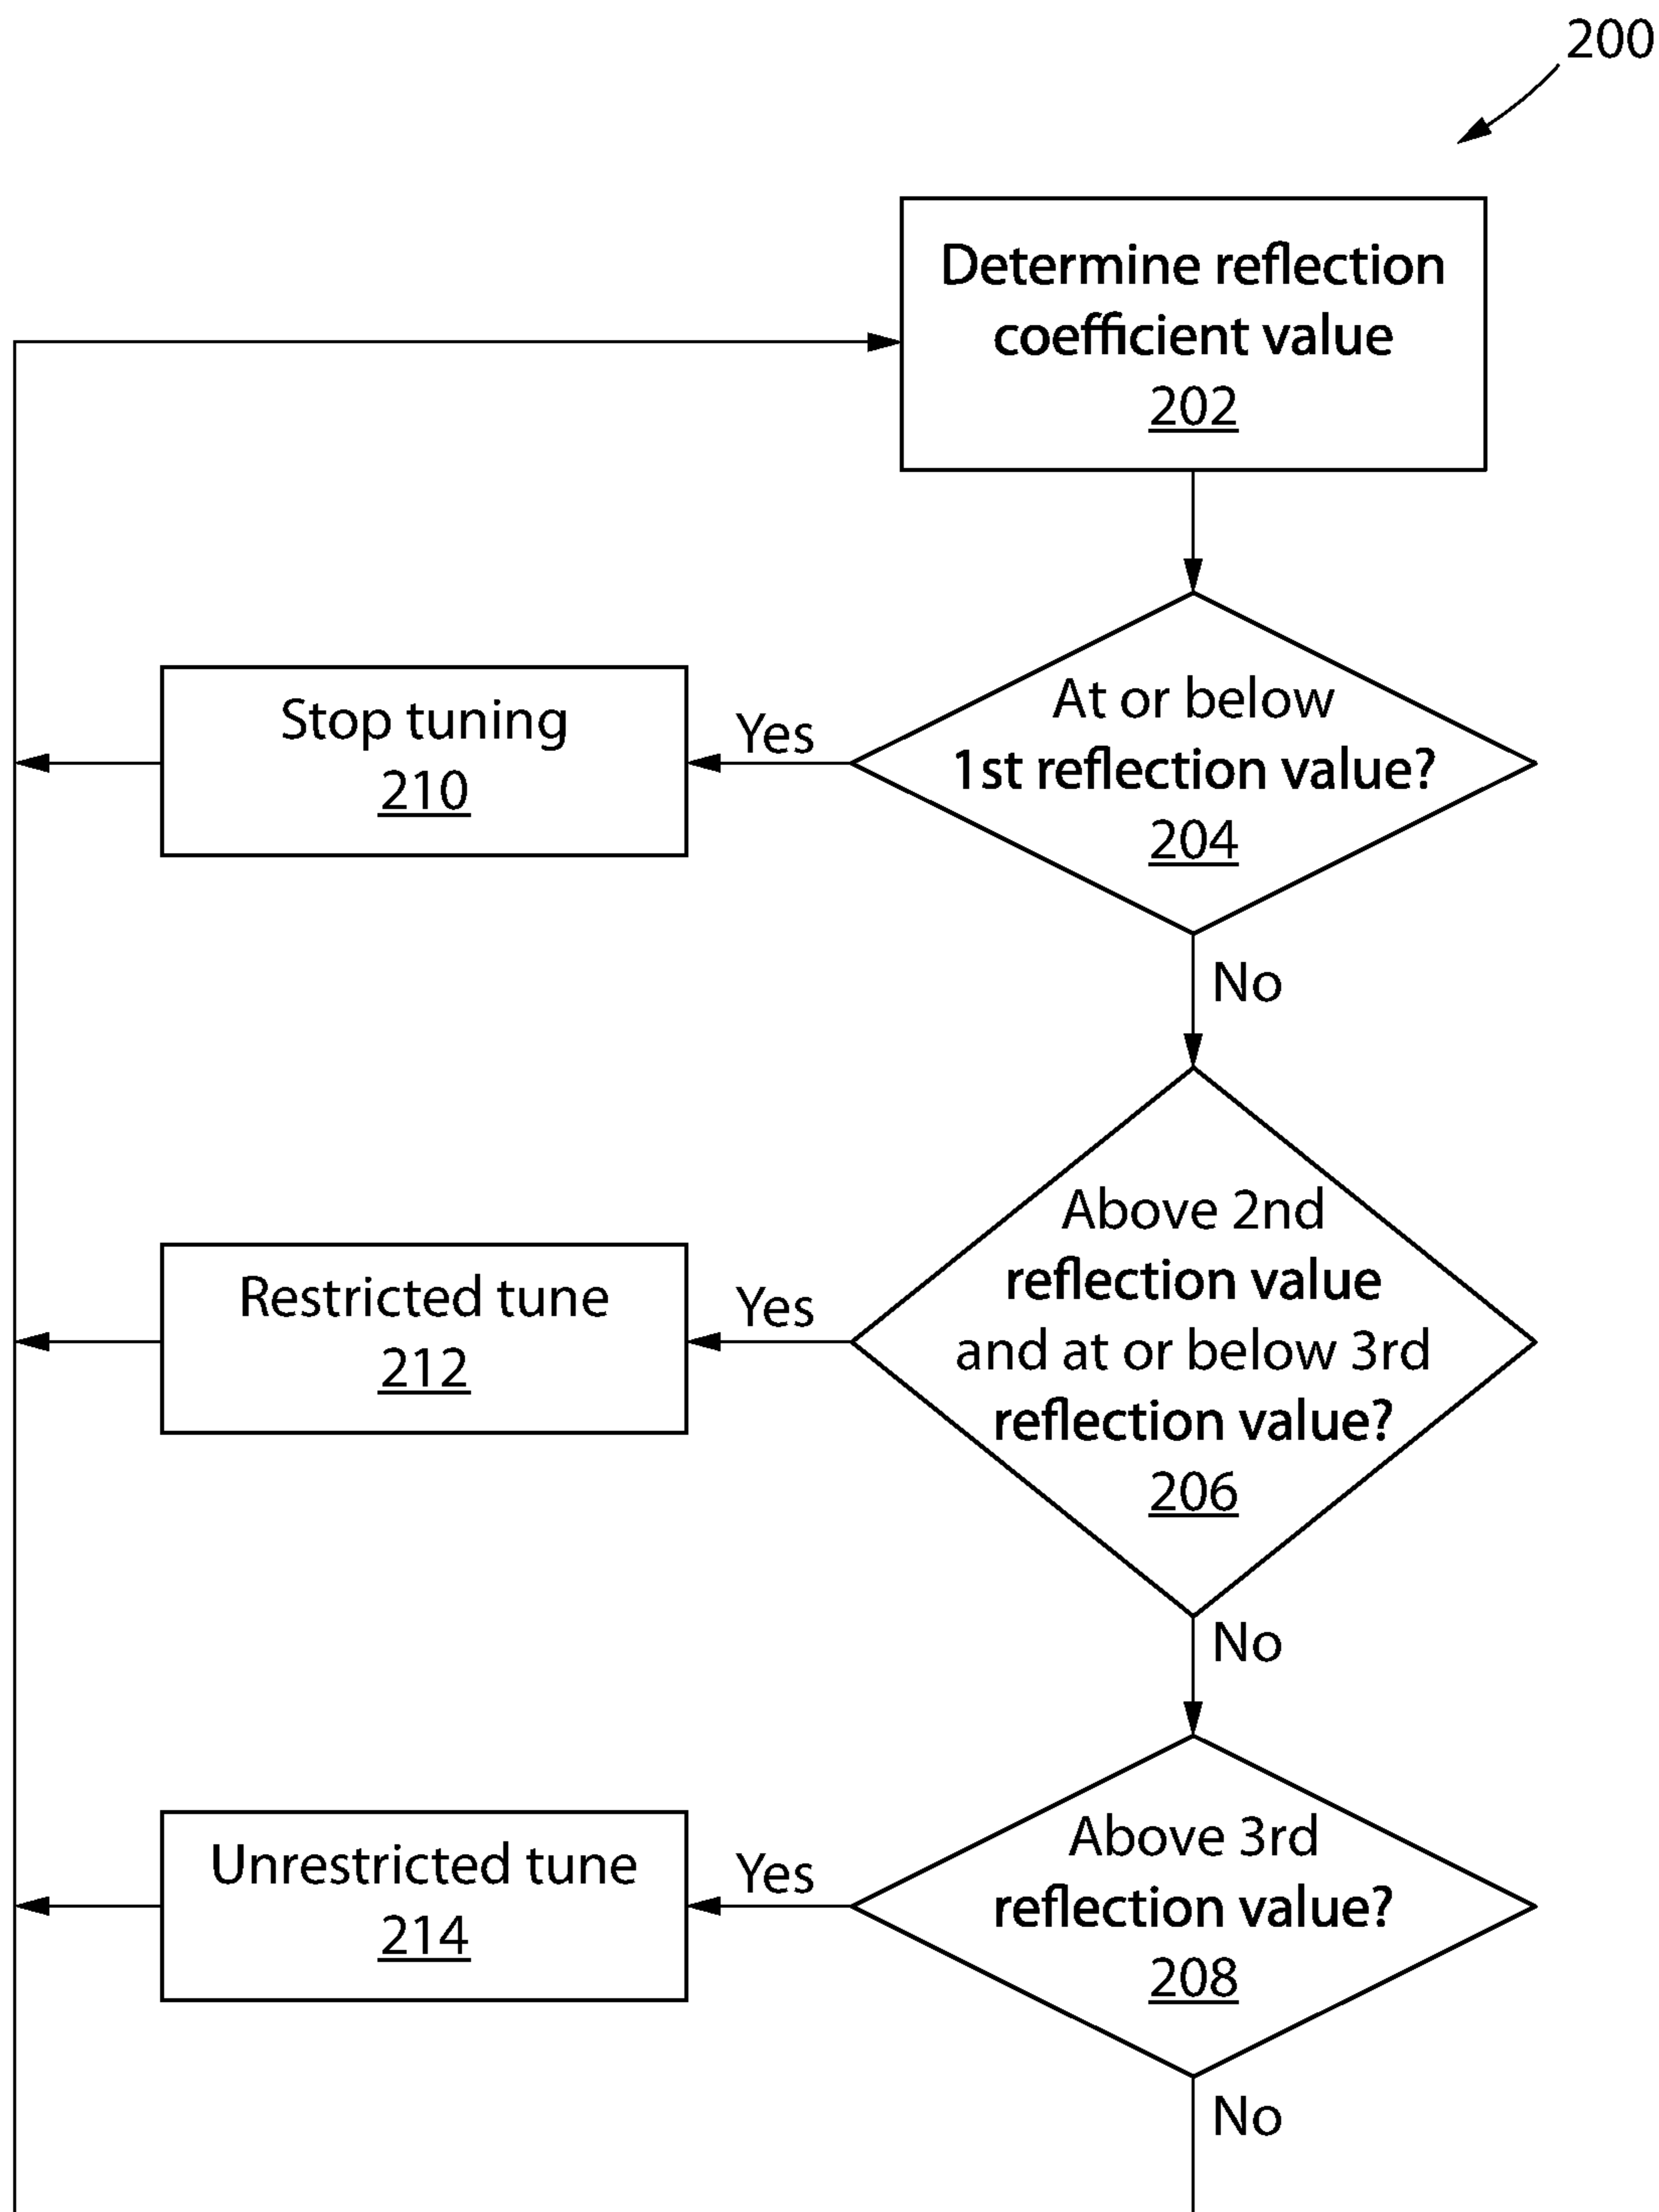 200
Determine reflection
coefficient value
202
At or below
1st reflection value?
204
Yes
Stop tuning
210
No
Above 2nd
reflection value
and at or below 3rd
reflection value?
206
Yes
Restricted tune
212
No
Above 3rd
reflection value?
208
Yes
Unrestricted tune
214
No